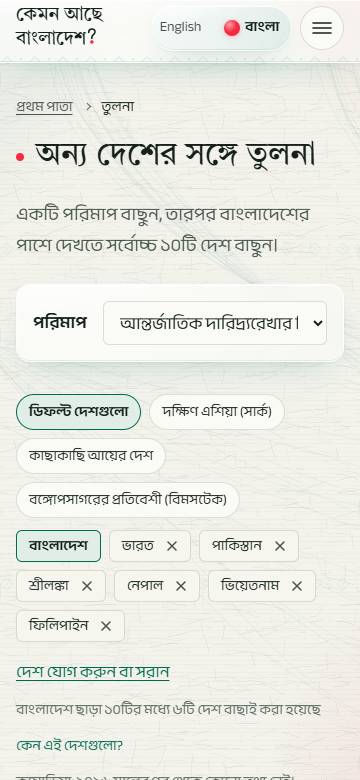 কেমন আছে
বাংলাদেশ?
English বাংলা
প্রথম পাতা > তুলনা
অন্য দেশের সঙ্গে তুলনা
একটি পরিমাপ বাছুন, তারপর বাংলাদেশের
পাশে দেখতে সর্বোচ্চ ১০টি দেশ বাছুন।
পরিমাপ আন্তর্জাতিক দারিদ্র্যরেখার
ডিফল্ট দেশগুলো দক্ষিণ এশিয়া (সার্ক)
কাছাকাছি আয়ের দেশ
বঙ্গোপসাগরের প্রতিবেশী (বিমসটেক)
বাংলাদেশ ভারত × পাকিস্তান ×
শ্রীলঙ্কা × নেপাল × ভিয়েতনাম ×
ফিলিপাইন ×
দেশ যোগ করুন বা সরান
বাংলাদেশ ছাড়া ১০টির মধ্যে ৬টি দেশ বাছাই করা হয়েছে
কেন এই দেশগুলো?